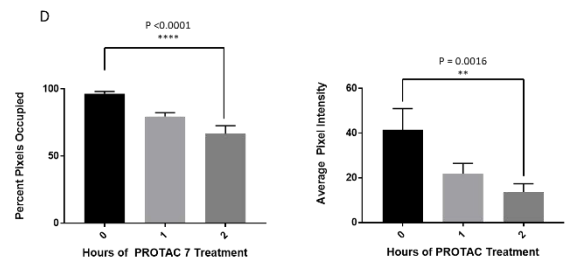 D
P <0.0001
****
Percent Pixels Occupied
100
50
0
0
1
2
Hours of PROTAC 7 Treatment
P = 0.0016
**
Average Pixel Intensity
60
40
20
0
0
1
2
Hours of PROTAC Treatment